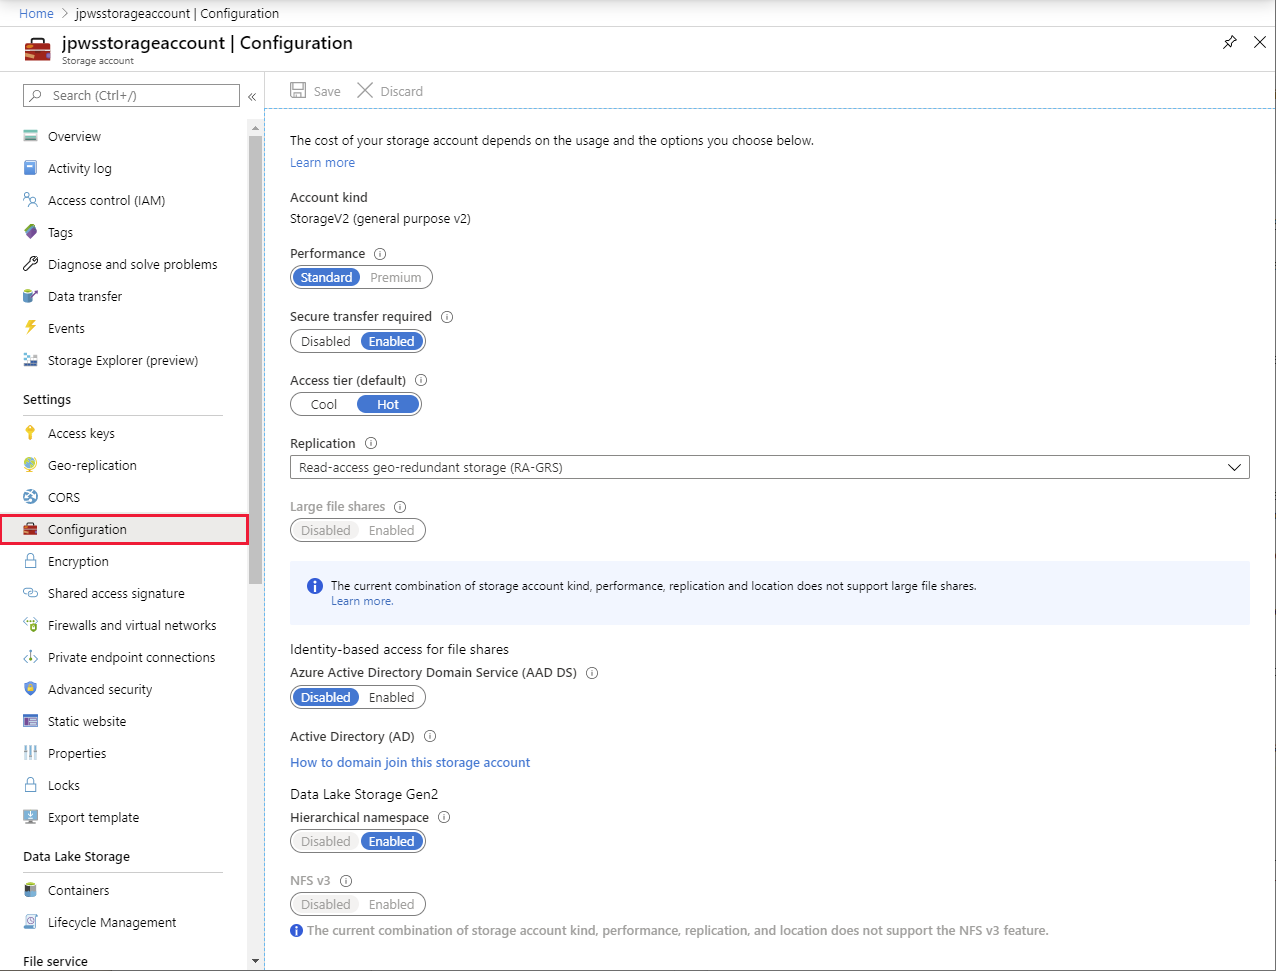 Home > jpwsstorageaccount | Configuration
jpwsstorageaccount | Configuration
Storage account
Search (Ctrl+/)
«
Overview
Activity log
Access control (IAM)
Tags
Diagnose and solve problems
Data transfer
Events
Storage Explorer (preview)
Settings
Access keys
Geo-replication
CORS
Configuration
Encryption
Shared access signature
Firewalls and virtual networks
Private endpoint connections
Advanced security
Static website
Properties
Locks
Export template
Data Lake Storage
Containers
Lifecycle Management
File service
Save Discard
The cost of your storage account depends on the usage and the options you choose below.
Learn more
Account kind
StorageV2 (general purpose v2)
Performance
Standard Premium
Secure transfer required
Disabled Enabled
Access tier (default)
Cool Hot
Replication
Read-access geo-redundant storage (RA-GRS)
Large file shares
Disabled Enabled
The current combination of storage account kind, performance, replication and location does not support large file shares.
Learn more.
Identity-based access for file shares
Azure Active Directory Domain Service (AAD DS)
Disabled Enabled
Active Directory (AD)
How to domain join this storage account
Data Lake Storage Gen2
Hierarchical namespace
Disabled Enabled
NFS v3
Disabled Enabled
The current combination of storage account kind, performance, replication, and location does not support the NFS v3 feature.